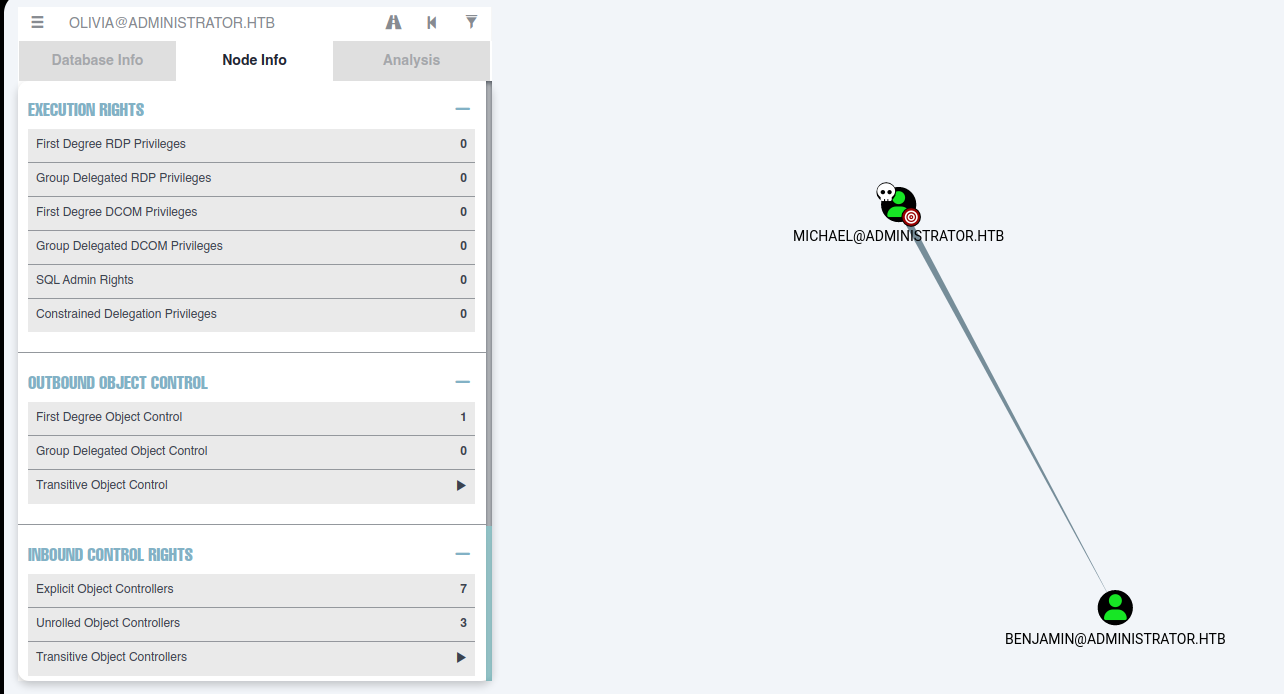 OLIVIA@ADMINISTRATOR.HTB
Database Info Node Info Analysis
EXECUTION RIGHTS
First Degree RDP Privileges 0
Group Delegated RDP Privileges 0
First Degree DCOM Privileges 0
Group Delegated DCOM Privileges 0
SQL Admin Rights 0
Constrained Delegation Privileges 0
OUTBOUND OBJECT CONTROL
First Degree Object Control 1
Group Delegated Object Control 0
Transitive Object Control
INBOUND CONTROL RIGHTS
Explicit Object Controllers 7
Unrolled Object Controllers 3
Transitive Object Controllers
MICHAEL@ADMINISTRATOR.HTB
BENJAMIN@ADMINISTRATOR.HTB